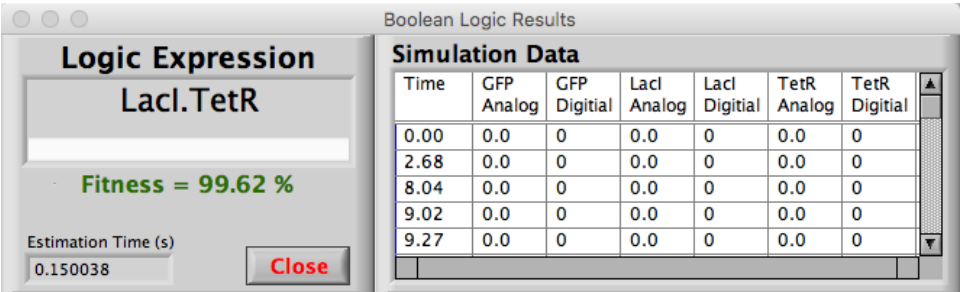 Boolean Logic Results
Logic Expression
LacI.TetR
Fitness = 99.62 %
Estimation Time (s)
0.150038
Close
Simulation Data
Time GFP Analog GFP Digitial LacI Analog LacI Digitial TetR Analog TetR Digitial
0.00 0.0 0 0.0 0 0.0 0
2.68 0.0 0 0.0 0 0.0 0
8.04 0.0 0 0.0 0 0.0 0
9.02 0.0 0 0.0 0 0.0 0
9.27 0.0 0 0.0 0 0.0 0